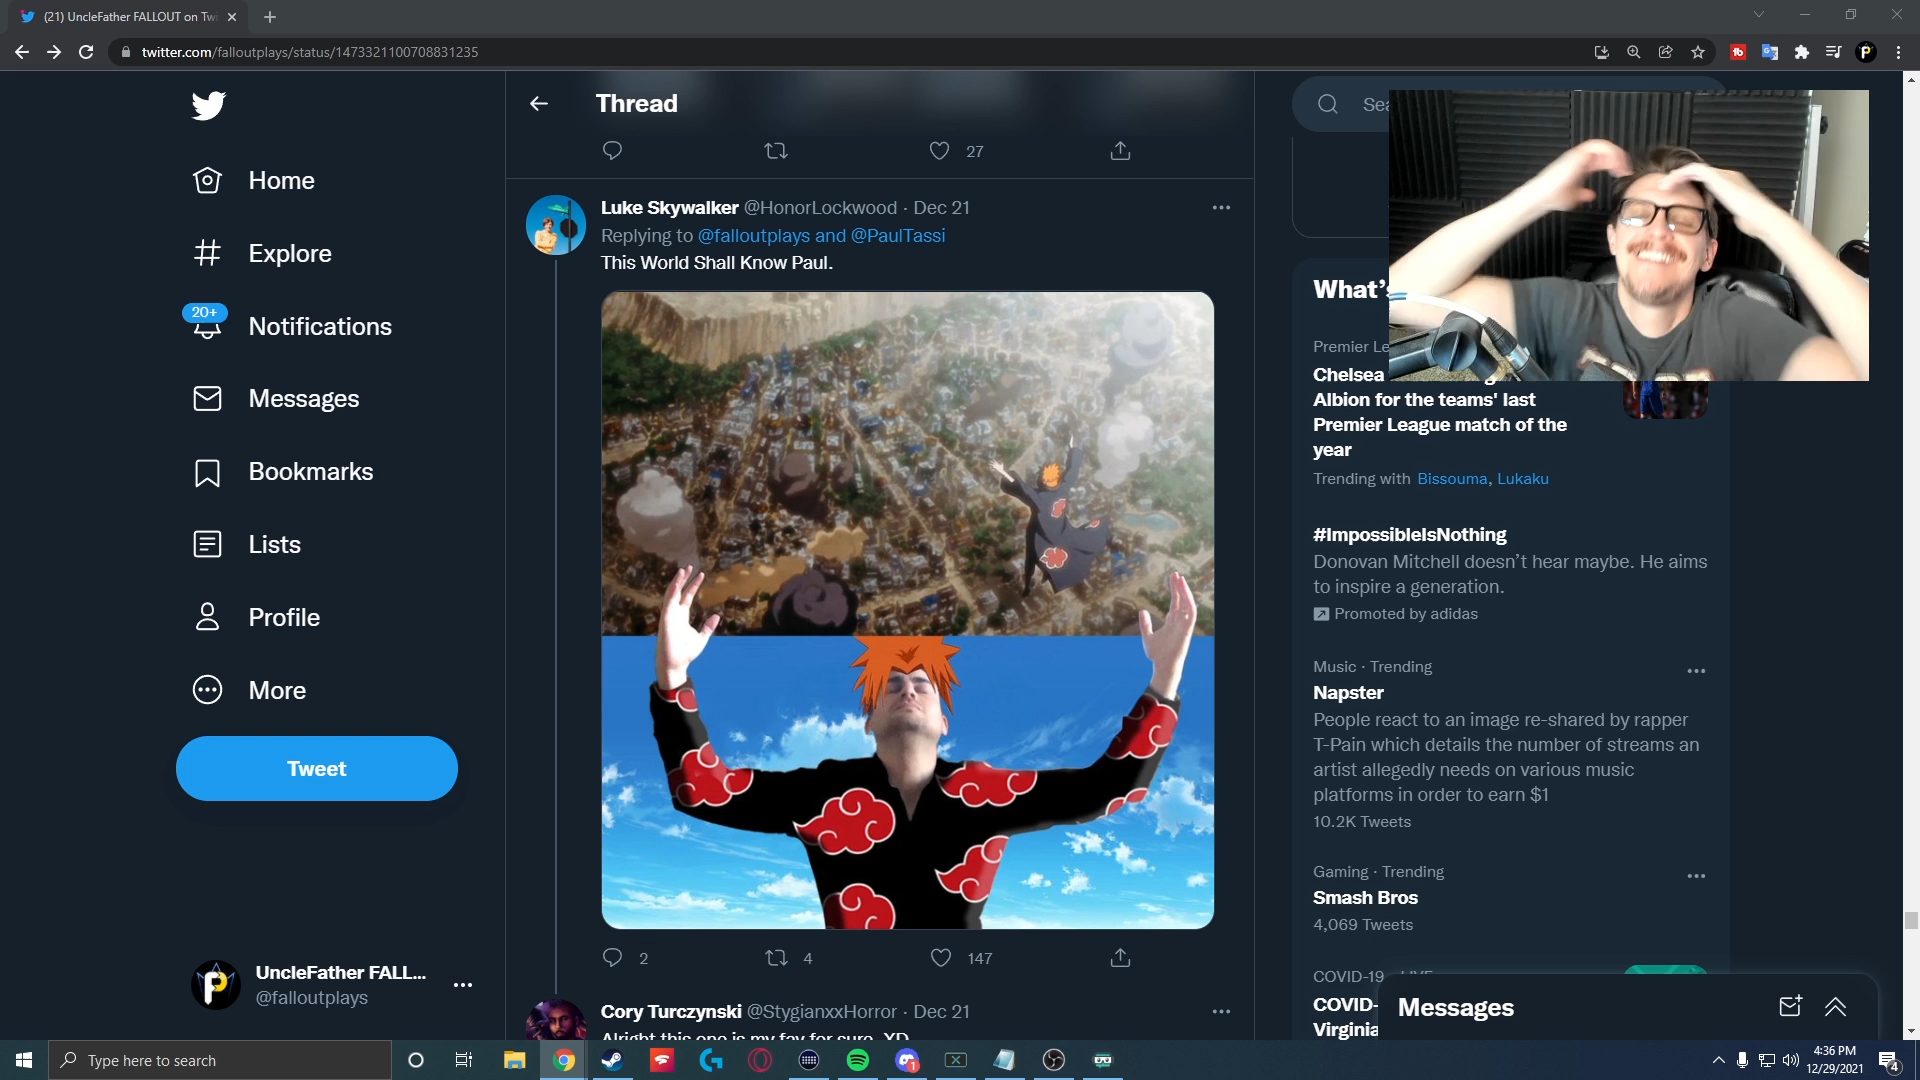 (21) UncleFather FALLOUT on Twi
twitter.com/falloutplays/status/1473321100708831235
Home
Explore
20+
Notifications
Messages
Bookmarks
Lists
Profile
More
Tweet
UncleFather FALL...
@falloutplays
Thread
27
Luke Skywalker @HonorLockwood · Dec 21
Replying to @falloutplays and @PaulTassi
This World Shall Know Paul.
2
4
147
Cory Turczynski @StygianxxHorror · Dec 21
Alright this one is my fav for sure. XD
Sea
What's
Premier Le
Chelsea
Albion for the teams' last
Premier League match of the
year
Trending with Bissouma, Lukaku
#ImpossibleIsNothing
Donovan Mitchell doesn't hear maybe. He aims
to inspire a generation.
Promoted by adidas
Music · Trending
Napster
People react to an image re-shared by rapper
T-Pain which details the number of streams an
artist allegedly needs on various music
platforms in order to earn $1
10.2K Tweets
Gaming · Trending
Smash Bros
4,069 Tweets
COVID-19 · LIVE
COVID-
Virginia
Messages
Type here to search
1
4:36 PM
12/29/2021
4